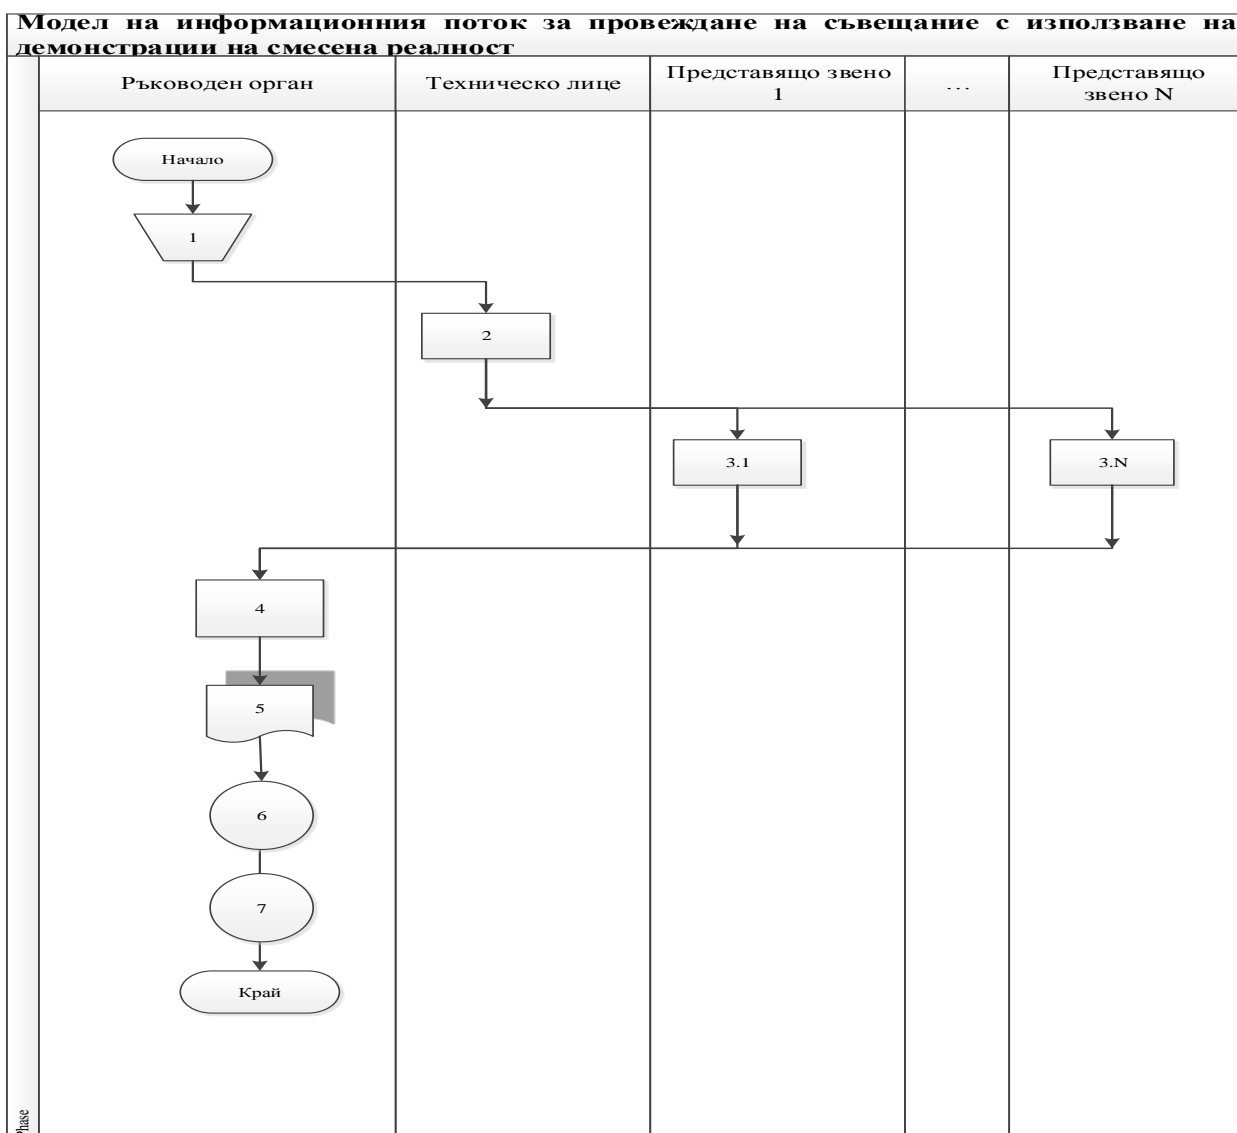 Модел на информационния поток за провеждане на съвещание с използване на
демонстрации на смесена реалност
Ръководен орган
Техническо лице
Представящо звено
1
...
Представящо
звено N
Начало
1
2
3.1
3.N
4
5
6
7
Край
Phase